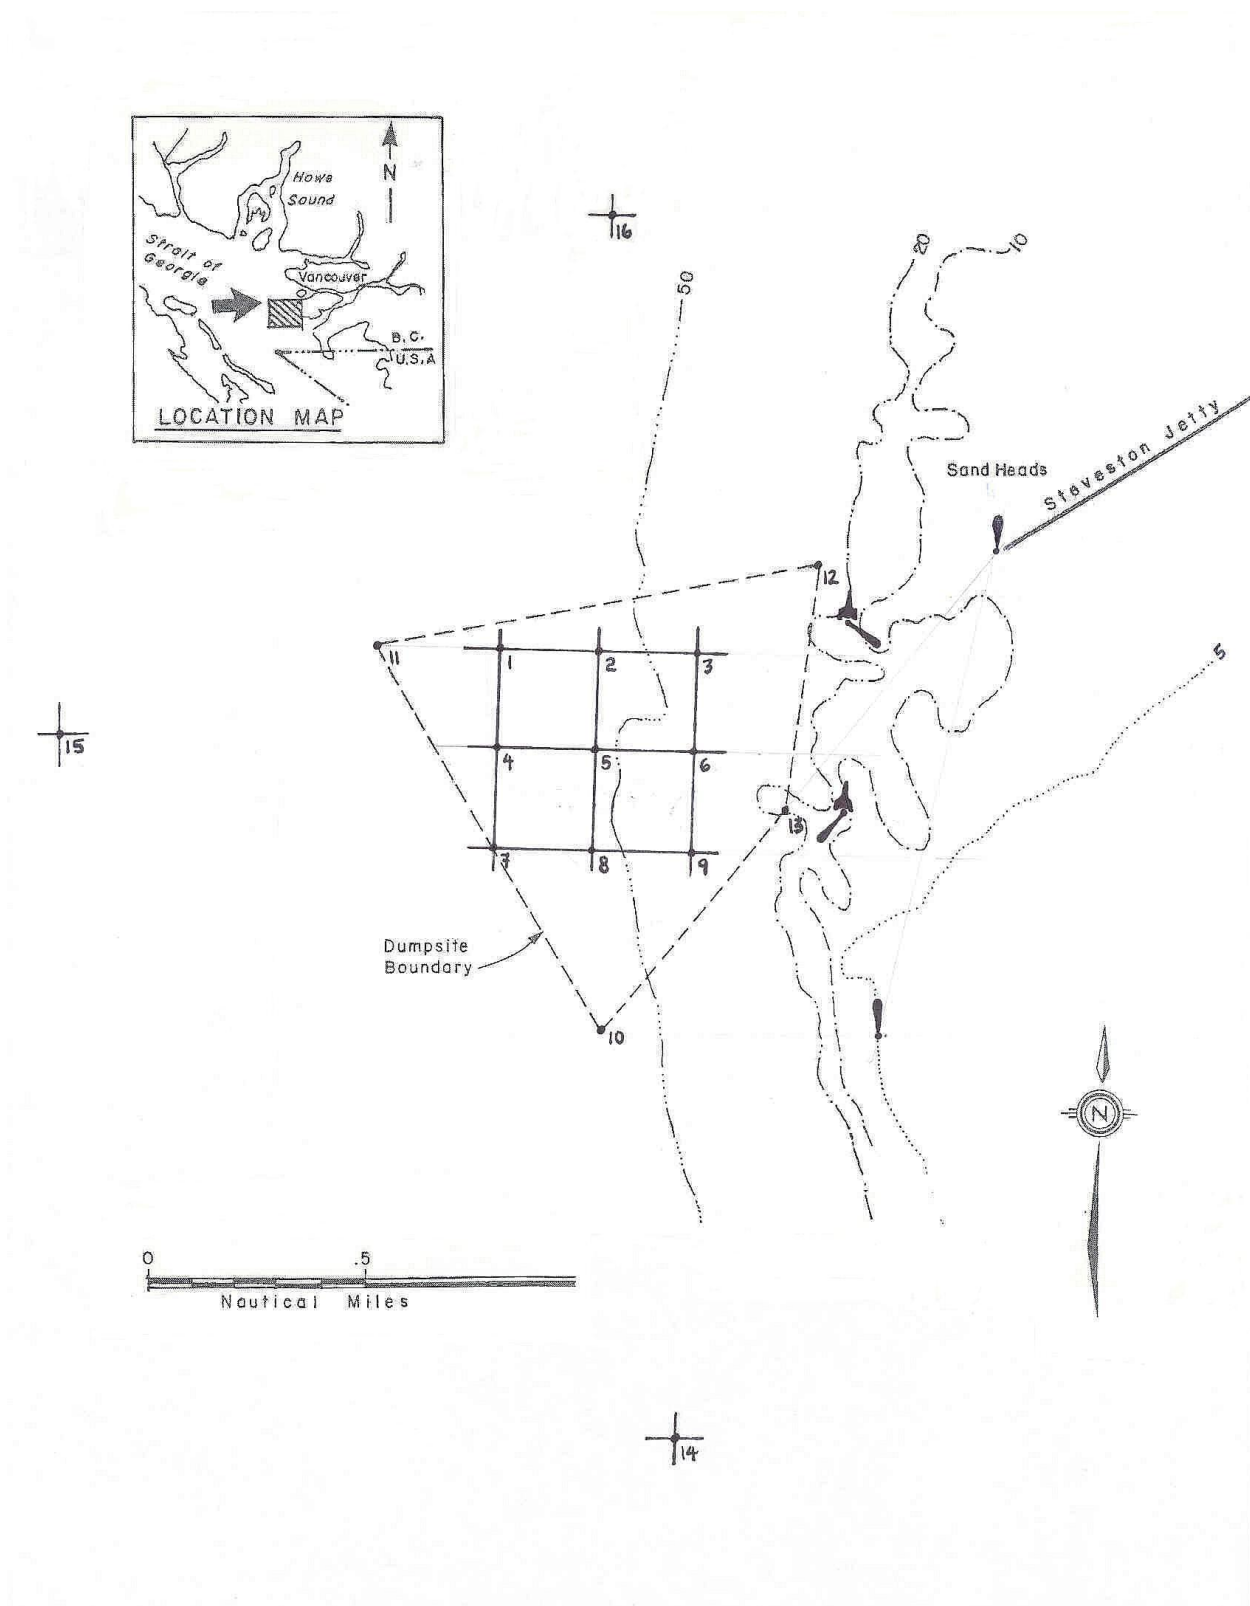 N
Howe
Sound
Strait of
Georgia
Vancouver
B.C.
U.S.A
LOCATION MAP
16
50
20
10
Sand Heads
Steveston Jetty
12
11
1
2
3
5
15
4
5
6
13
7
8
9
Dumpsite
Boundary
10
N
0 .5
Nautical Miles
14